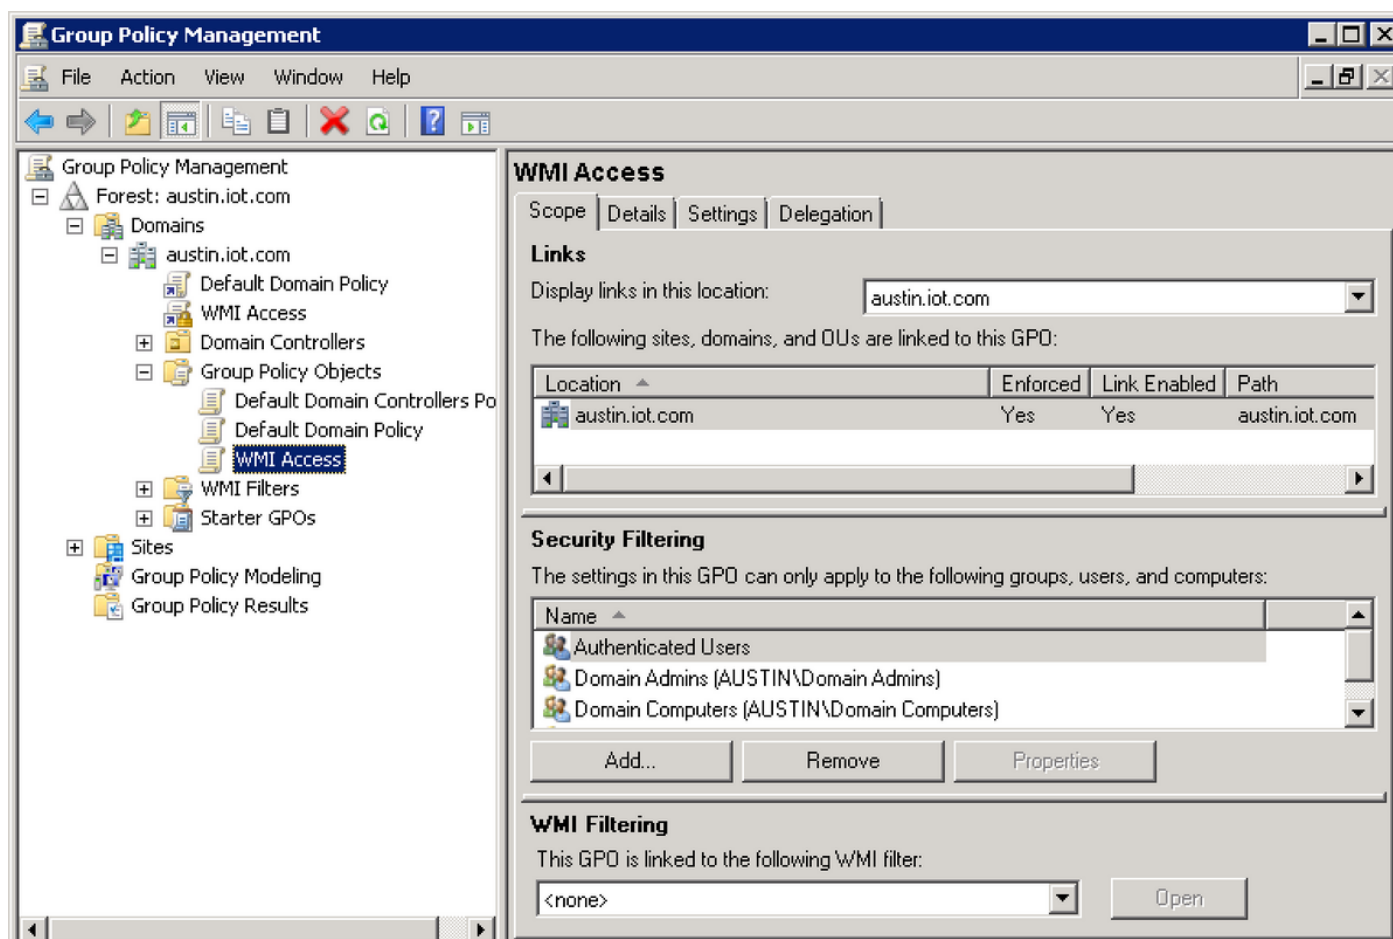 Group Policy Management
File Action View Window Help
Group Policy Management
Forest: austin.iot.com
Domains
austin.iot.com
Default Domain Policy
WMI Access
Domain Controllers
Group Policy Objects
Default Domain Controllers Po
Default Domain Policy
WMI Access
WMI Filters
Starter GPOs
Sites
Group Policy Modeling
Group Policy Results
WMI Access
Scope Details Settings Delegation
Links
Display links in this location: austin.iot.com
The following sites, domains, and OUs are linked to this GPO:
Location Enforced Link Enabled Path
austin.iot.com Yes Yes austin.iot.com
Security Filtering
The settings in this GPO can only apply to the following groups, users, and computers:
Name
Authenticated Users
Domain Admins (AUSTIN\Domain Admins)
Domain Computers (AUSTIN\Domain Computers)
Add... Remove Properties
WMI Filtering
This GPO is linked to the following WMI filter:
<none> Open